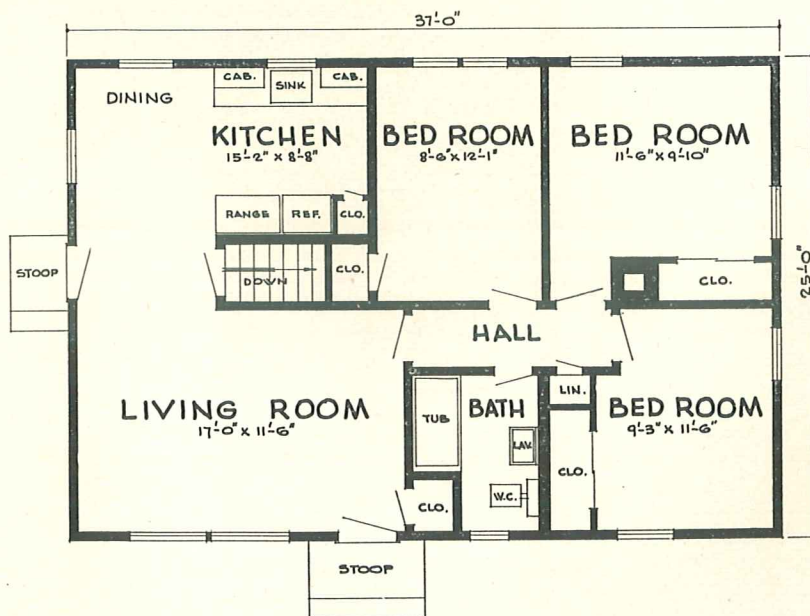 37'-0"
CAB.
SINK
CAB.
DINING
KITCHEN
15'-2" X 8'-8"
BED ROOM
8'-6" X 12'-1"
BED ROOM
11'-6" X 9'-10"
RANGE
REF.
CLO.
STOOP
DOWN
CLO.
CLO.
25'-0"
HALL
LIVING ROOM
17'-0" X 11'-6"
TUB
BATH
LAV.
W.C.
LIN.
BED ROOM
9'-3" X 11'-6"
CLO.
CLO.
STOOP